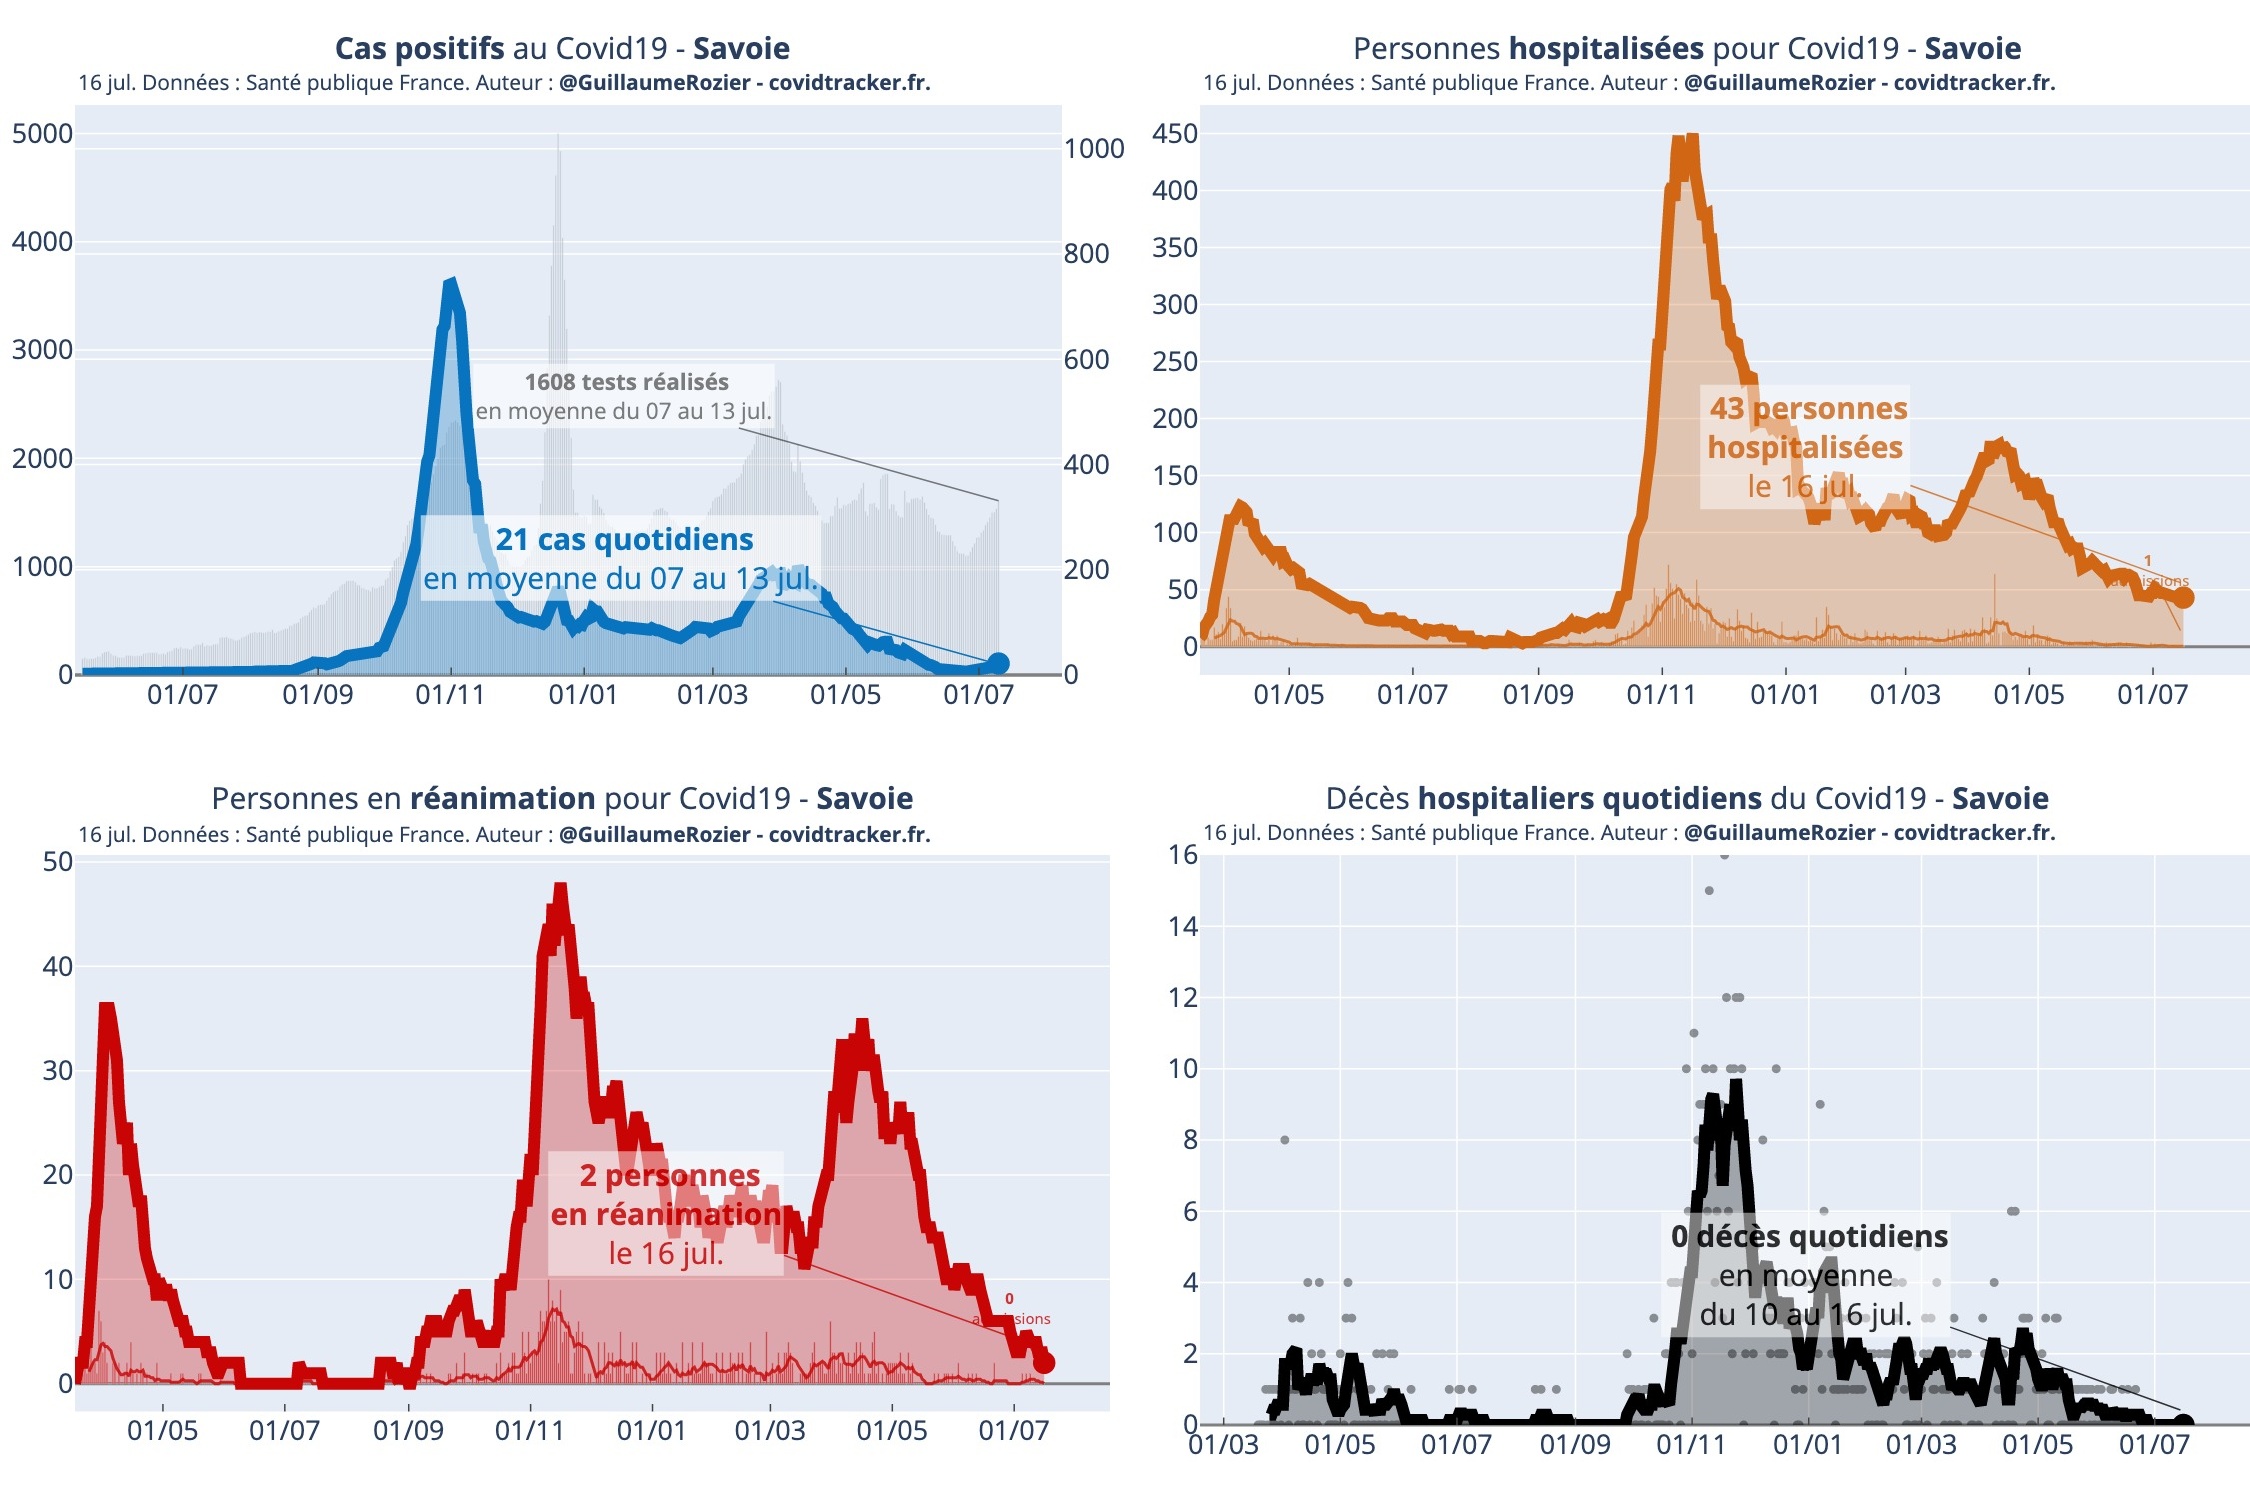 Cas positifs au Covid19 - Savoie
16 jul. Données : Santé publique France. Auteur : @GuillaumeRozier - covidtracker.fr.
5000
4000
3000
2000
1000
0
1000
800
600
400
200
0
1608 tests réalisés
en moyenne du 07 au 13 jul.
21 cas quotidiens
en moyenne du 07 au 13 jul.
01/07 01/09 01/11 01/01 01/03 01/05 01/07
Personnes hospitalisées pour Covid19 - Savoie
16 jul. Données : Santé publique France. Auteur : @GuillaumeRozier - covidtracker.fr.
450
400
350
300
250
200
150
100
50
0
43 personnes
hospitalisées
le 16 jul.
1
01/05 01/07 01/09 01/11 01/01 01/03 01/05 01/07
Personnes en réanimation pour Covid19 - Savoie
16 jul. Données : Santé publique France. Auteur : @GuillaumeRozier - covidtracker.fr.
50
40
30
20
10
0
2 personnes
en réanimation
le 16 jul.
0
01/05 01/07 01/09 01/11 01/01 01/03 01/05 01/07
Décès hospitaliers quotidiens du Covid19 - Savoie
16 jul. Données : Santé publique France. Auteur : @GuillaumeRozier - covidtracker.fr.
16
14
12
10
8
6
4
2
0
0 décès quotidiens
en moyenne
du 10 au 16 jul.
01/03 01/05 01/07 01/09 01/11 01/01 01/03 01/05 01/07